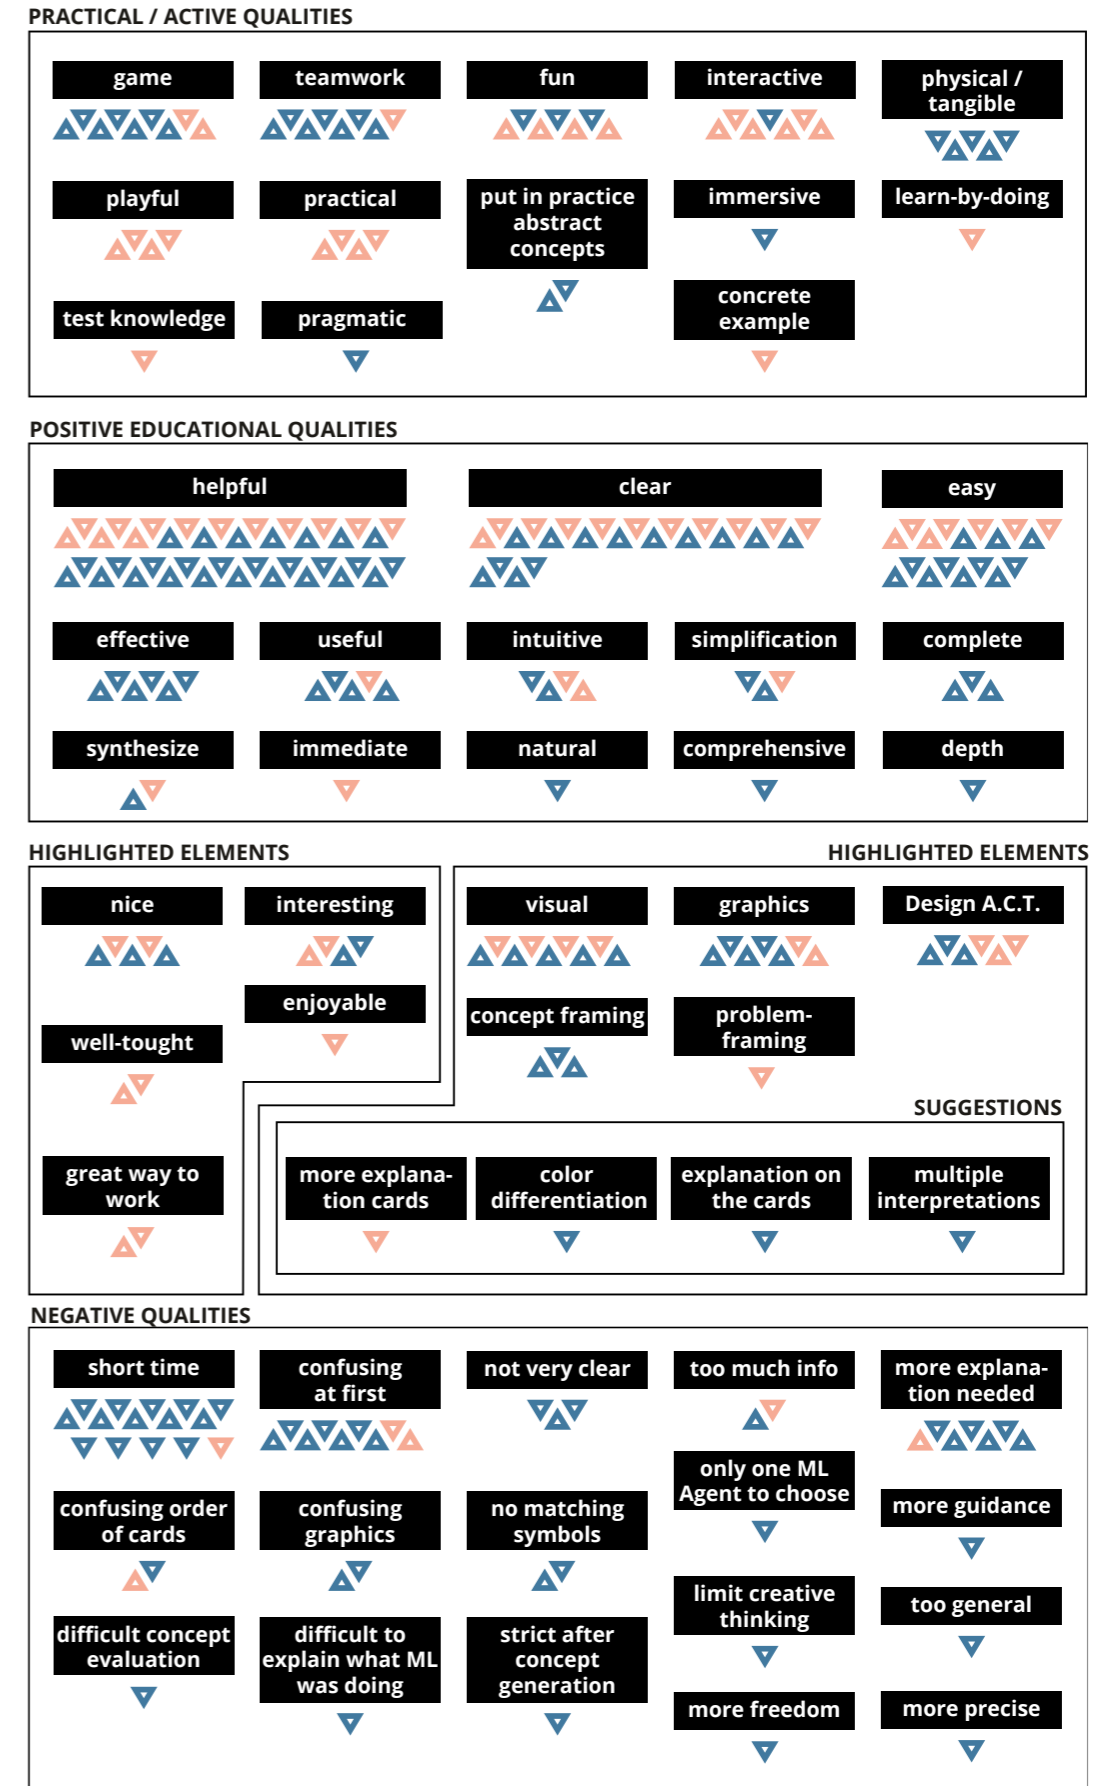 PRACTICAL / ACTIVE QUALITIES
game
teamwork
fun
interactive
physical /
tangible
playful
practical
put in practice
abstract
concepts
immersive
learn-by-doing
test knowledge
pragmatic
concrete
example
POSITIVE EDUCATIONAL QUALITIES
helpful
clear
easy
effective
useful
intuitive
simplification
complete
synthesize
immediate
natural
comprehensive
depth
HIGHLIGHTED ELEMENTS
nice
interesting
enjoyable
well-tought
great way to
work
HIGHLIGHTED ELEMENTS
visual
graphics
Design A.C.T.
concept framing
problem-
framing
SUGGESTIONS
more explana-
tion cards
color
differentiation
explanation on
the cards
multiple
interpretations
NEGATIVE QUALITIES
short time
confusing
at first
not very clear
too much info
more explana-
tion needed
confusing order
of cards
confusing
graphics
no matching
symbols
only one ML
Agent to choose
more guidance
difficult concept
evaluation
difficult to
explain what ML
was doing
strict after
concept
generation
limit creative
thinking
too general
more freedom
more precise